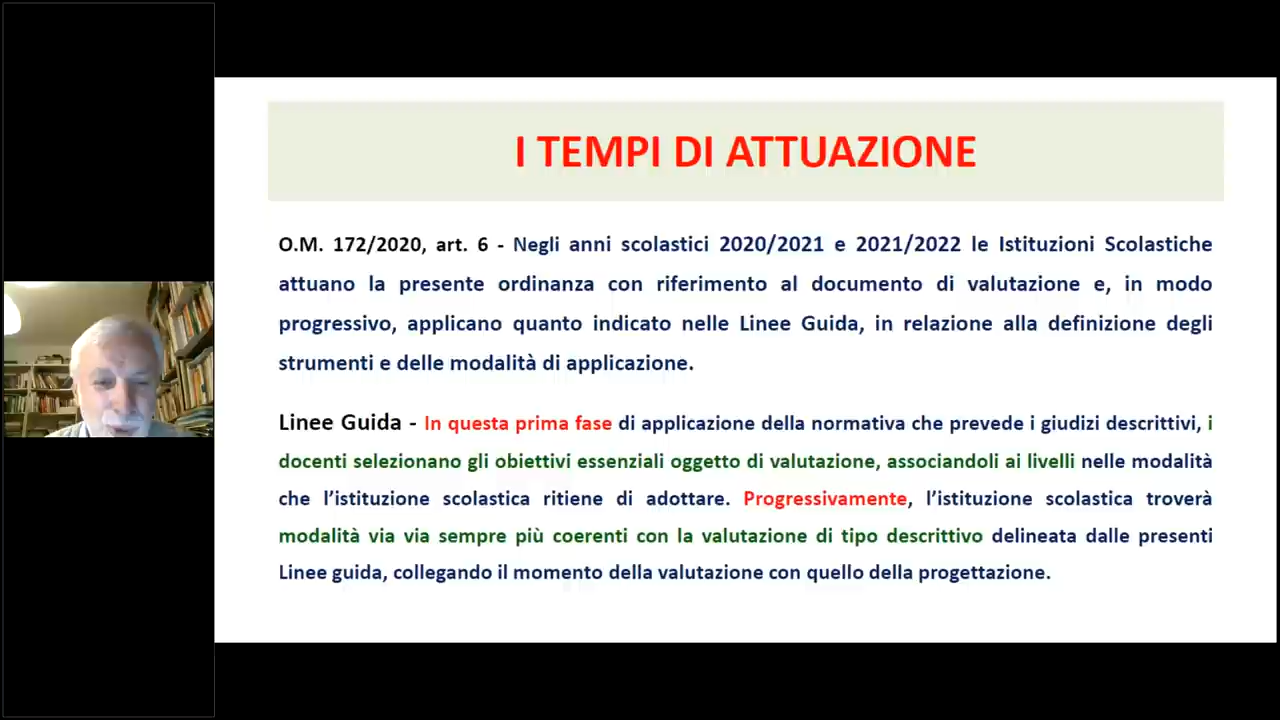 I TEMPI DI ATTUAZIONE
O.M. 172/2020, art. 6 - Negli anni scolastici 2020/2021 e 2021/2022 le Istituzioni Scolastiche
attuano la presente ordinanza con riferimento al documento di valutazione e, in modo
progressivo, applicano quanto indicato nelle Linee Guida, in relazione alla definizione degli
strumenti e delle modalità di applicazione.
Linee Guida - In questa prima fase di applicazione della normativa che prevede i giudizi descrittivi, i
docenti selezionano gli obiettivi essenziali oggetto di valutazione, associandoli ai livelli nelle modalità
che l’istituzione scolastica ritiene di adottare. Progressivamente, l’istituzione scolastica troverà
modalità via via sempre più coerenti con la valutazione di tipo descrittivo delineata dalle presenti
Linee guida, collegando il momento della valutazione con quello della progettazione.